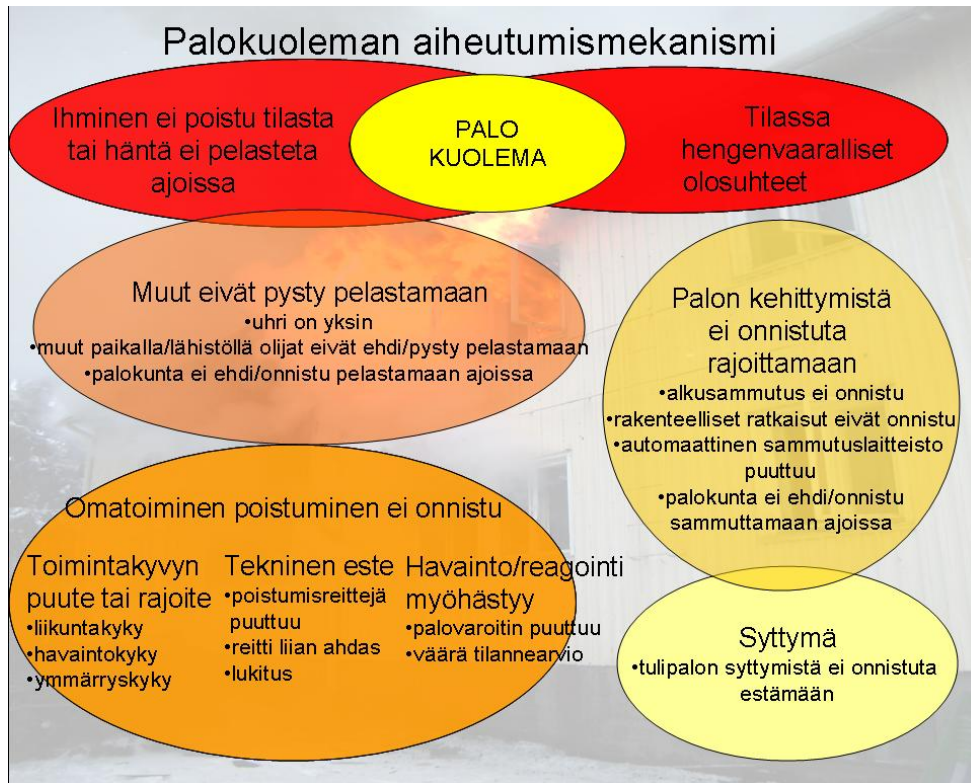 Palokuoleman aiheutumismekanismi
Ihminen ei poistu tilasta
tai häntä ei pelasteta
ajoissa
PALO
KUOLEMA
Tilassa
hengenvaaralliset
olosuhteet
Muut eivät pysty pelastamaan
•uhri on yksin
•muut paikalla/lähistöllä olijat eivät ehdi/pysty pelastamaan
•palokunta ei ehdi/onnistu pelastamaan ajoissa
Palon kehittymistä
ei onnistuta
rajoittamaan
•alkusammutus ei onnistu
•rakenteelliset ratkaisut eivät onnistu
•automaattinen sammutuslaitteisto
puuttuu
•palokunta ei ehdi/onnistu
sammuttamaan ajoissa
Omatoiminen poistuminen ei onnistu
Toimintakyvyn
puute tai rajoite
•liikuntakyky
•havaintokyky
•ymmärryskyky
Tekninen este
•poistumisreittejä
puuttuu
•reitti liian ahdas
•lukitus
Havainto/reagointi
myöhästyy
•palovaroitin puuttuu
•väärä tilannearvio
Syttymä
•tulipalon syttymistä ei onnistuta
estämään